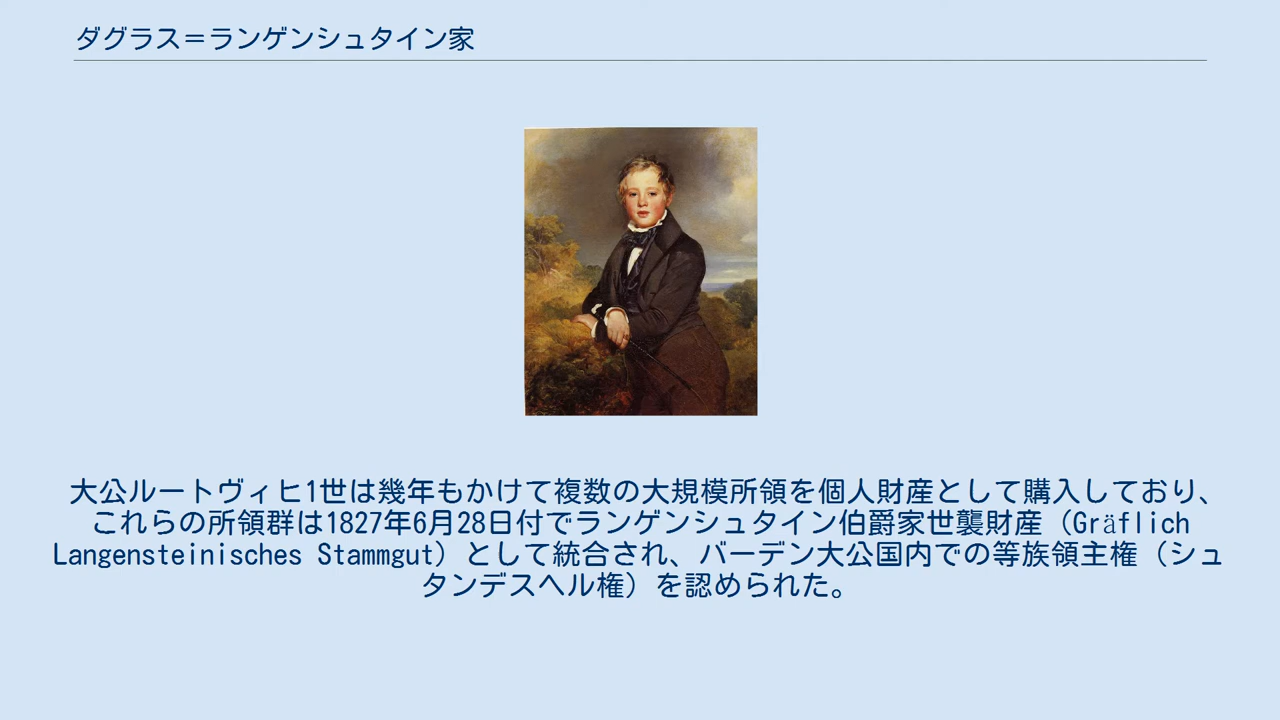 ダグラス＝ランゲンシュタイン家
大公ルートヴィヒ1世は幾年もかけて複数の大規模所領を個人財産として購入しており、
これらの所領群は1827年6月28日付でランゲンシュタイン伯爵家世襲財産（Gräflich
Langensteinisches Stammgut）として統合され、バーデン大公国内での等族領主権（シュ
タンデスヘル権）を認められた。